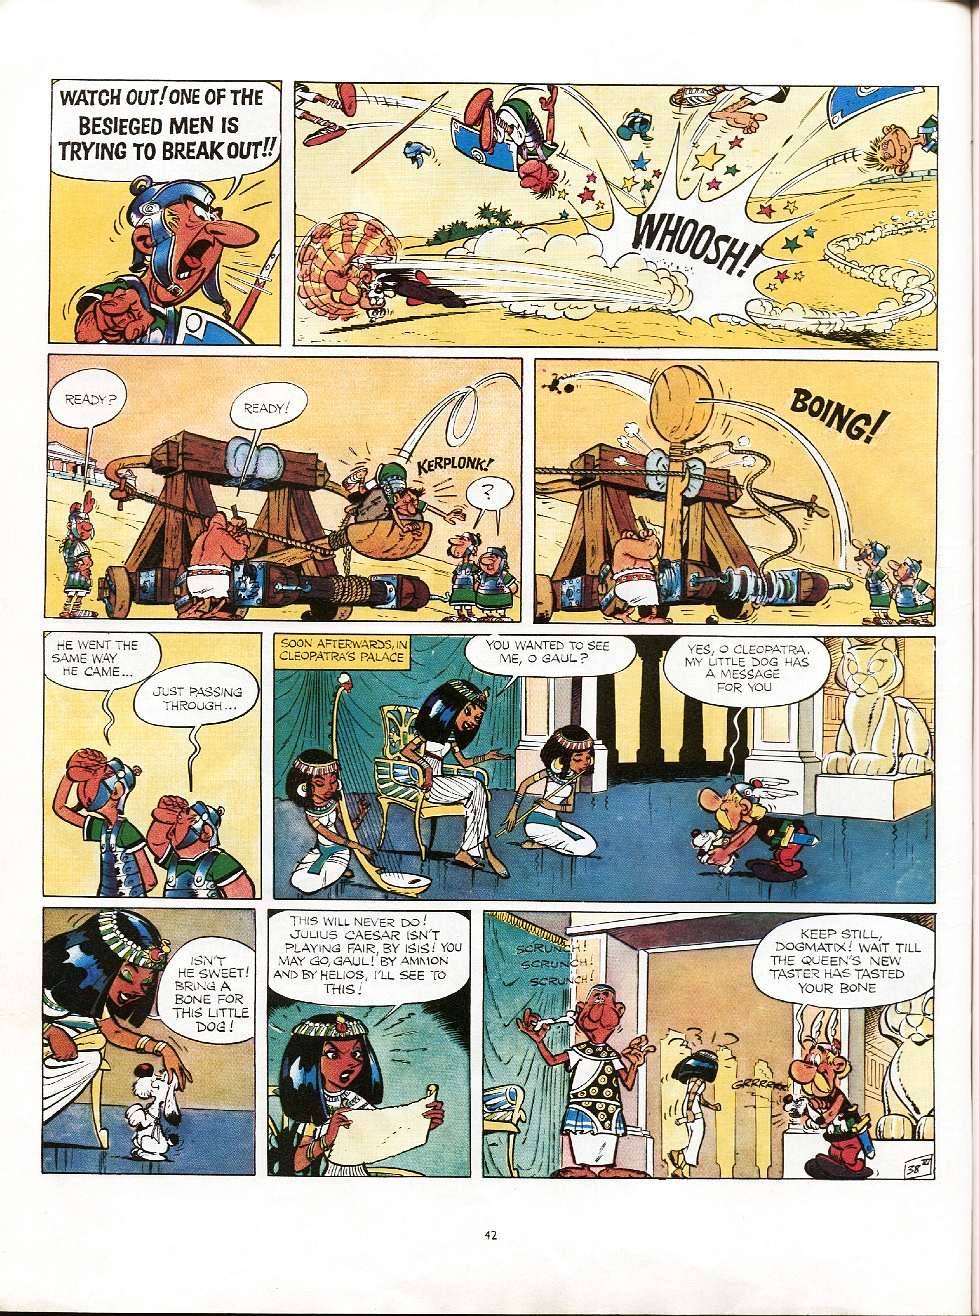 WATCH OUT! ONE OF THE
BESIEGED MEN IS
TRYING TO BREAK OUT!!
WHOOSH!
READY?
READY!
KERPLONK!
?
BOING!
HE WENT THE
SAME WAY
HE CAME...
JUST PASSING
THROUGH...
SOON AFTERWARDS, IN
CLEOPATRA'S PALACE
YOU WANTED TO SEE
ME, O GAUL?
YES, O CLEOPATRA.
MY LITTLE DOG HAS
A MESSAGE
FOR YOU
ISN'T
HE SWEET!
BRING A
BONE FOR
THIS LITTLE
DOG!
THIS WILL NEVER DO!
JULIUS CAESAR ISN'T
PLAYING FAIR, BY ISIS! YOU
MAY GO, GAUL! BY AMMON
AND BY HELIOS, I'LL SEE TO
THIS!
SCRUNCH!
SCRUNCH!
SCRUNCH!
KEEP STILL,
DOGMATIX! WAIT TILL
THE QUEEN'S NEW
TASTER HAS TASTED
YOUR BONE
GRRRRRR
38 VI
42